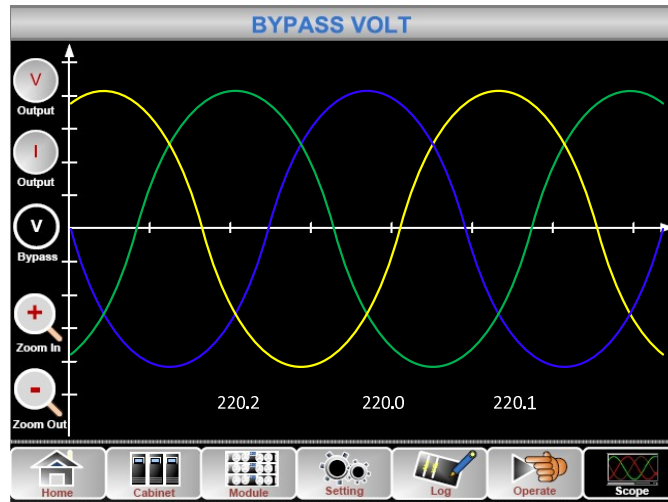 BYPASS VOLT
V
Output
I
Output
V
Bypass
+
Zoom In
-
Zoom Out
220.2 220.0 220.1
Home Cabinet Module Setting Log Operate Scope